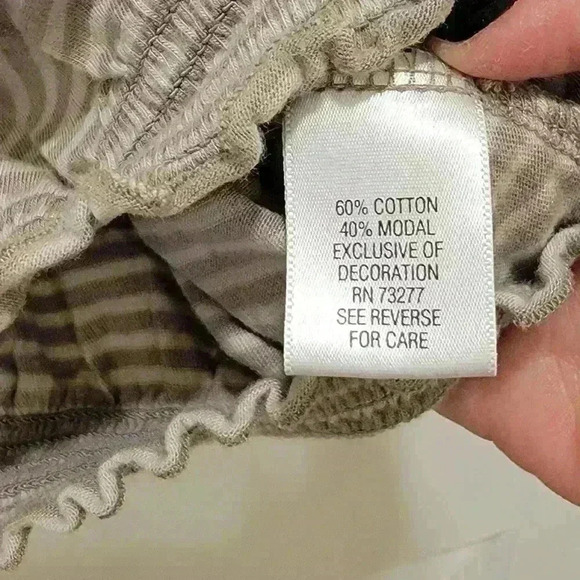 60% COTTON
40% MODAL
EXCLUSIVE OF
DECORATION
RN 73277
SEE REVERSE
FOR CARE